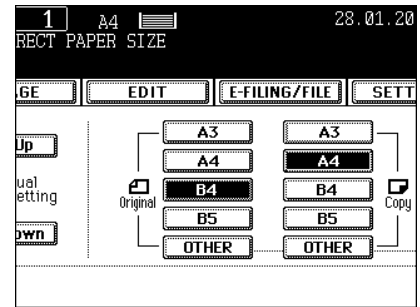 1 A4 28.01.20
RECT PAPER SIZE
GE EDIT E-FILING/FILE SETT
Up
ual
etting
own
Original
A3
A4
B4
B5
OTHER
A3
A4
B4
B5
OTHER
Copy